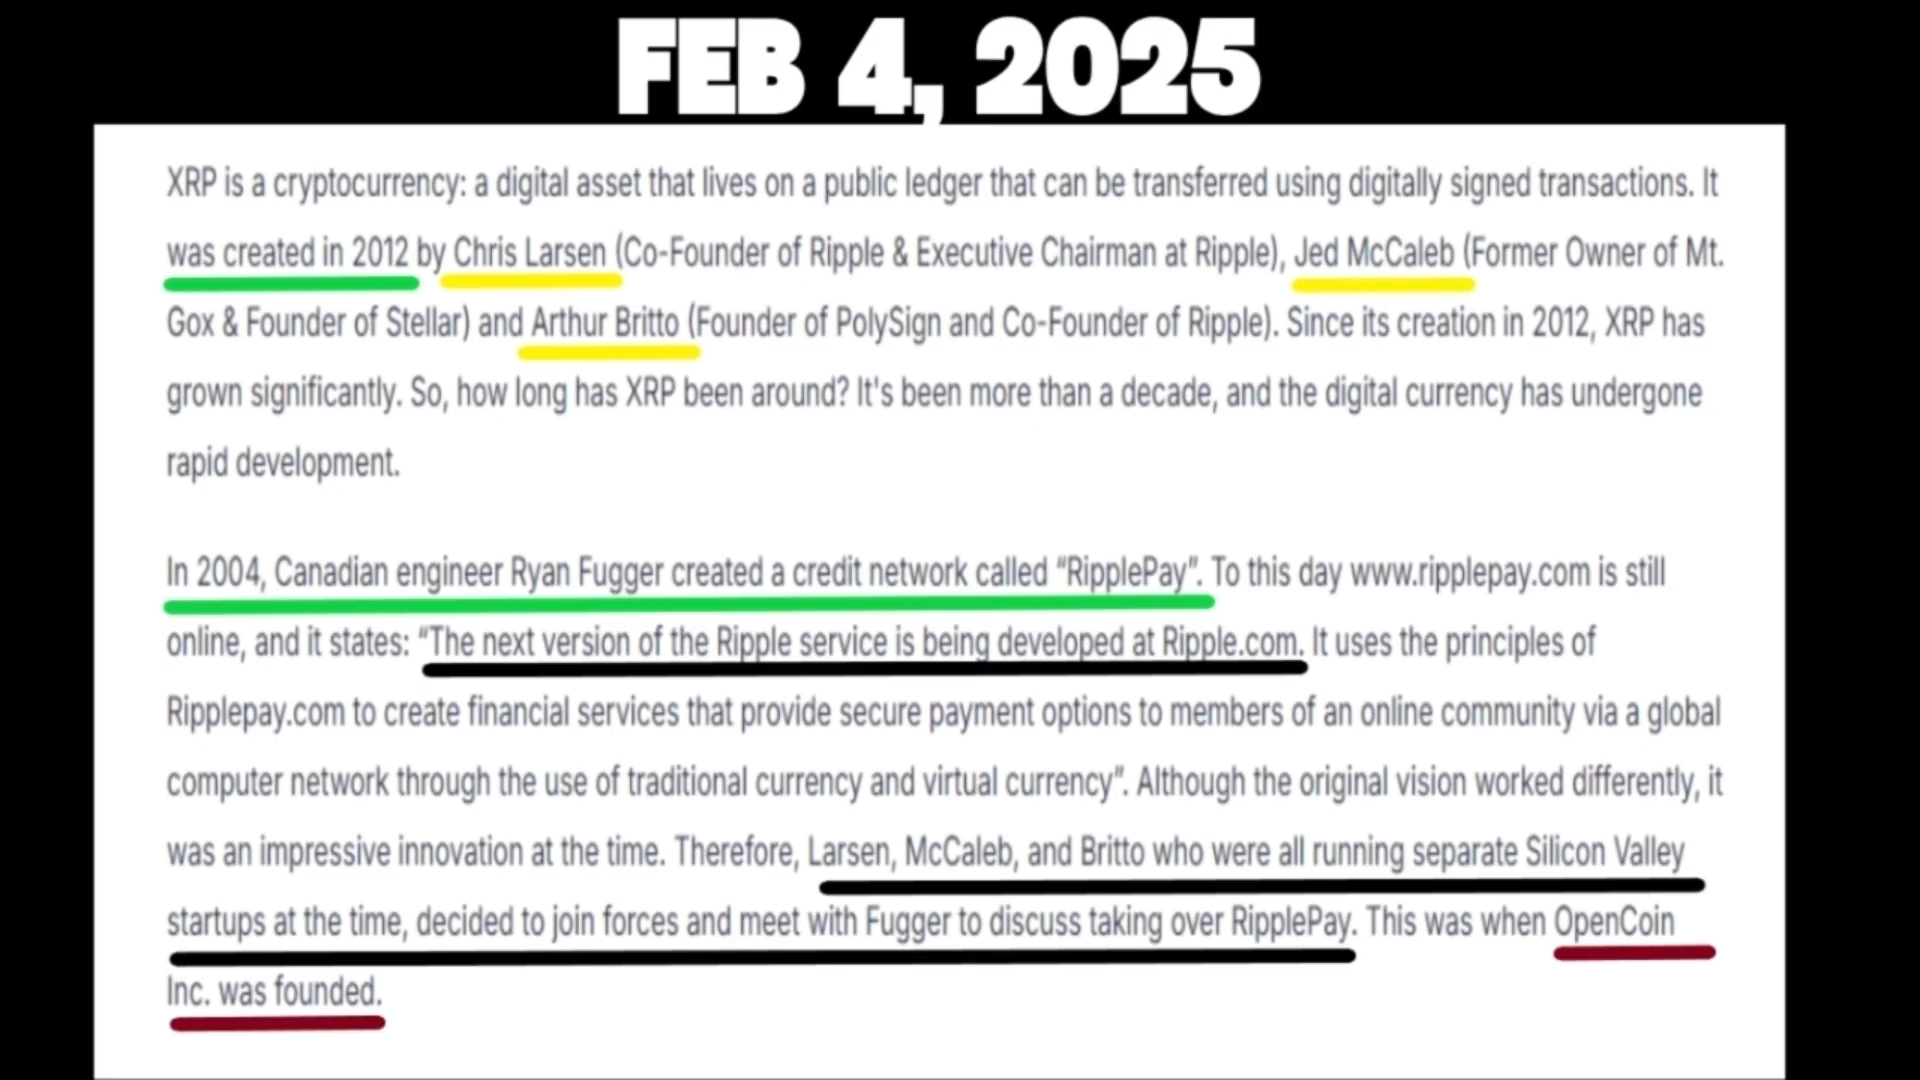 FEB 4, 2025
XRP is a cryptocurrency: a digital asset that lives on a public ledger that can be transferred using digitally signed transactions. It
was created in 2012 by Chris Larsen (Co-Founder of Ripple & Executive Chairman at Ripple), Jed McCaleb (Former Owner of Mt.
Gox & Founder of Stellar) and Arthur Britto (Founder of PolySign and Co-Founder of Ripple). Since its creation in 2012, XRP has
grown significantly. So, how long has XRP been around? It's been more than a decade, and the digital currency has undergone
rapid development.
In 2004, Canadian engineer Ryan Fugger created a credit network called “RipplePay”. To this day www.ripplepay.com is still
online, and it states: “The next version of the Ripple service is being developed at Ripple.com. It uses the principles of
Ripplepay.com to create financial services that provide secure payment options to members of an online community via a global
computer network through the use of traditional currency and virtual currency”. Although the original vision worked differently, it
was an impressive innovation at the time. Therefore, Larsen, McCaleb, and Britto who were all running separate Silicon Valley
startups at the time, decided to join forces and meet with Fugger to discuss taking over RipplePay. This was when OpenCoin
Inc. was founded.